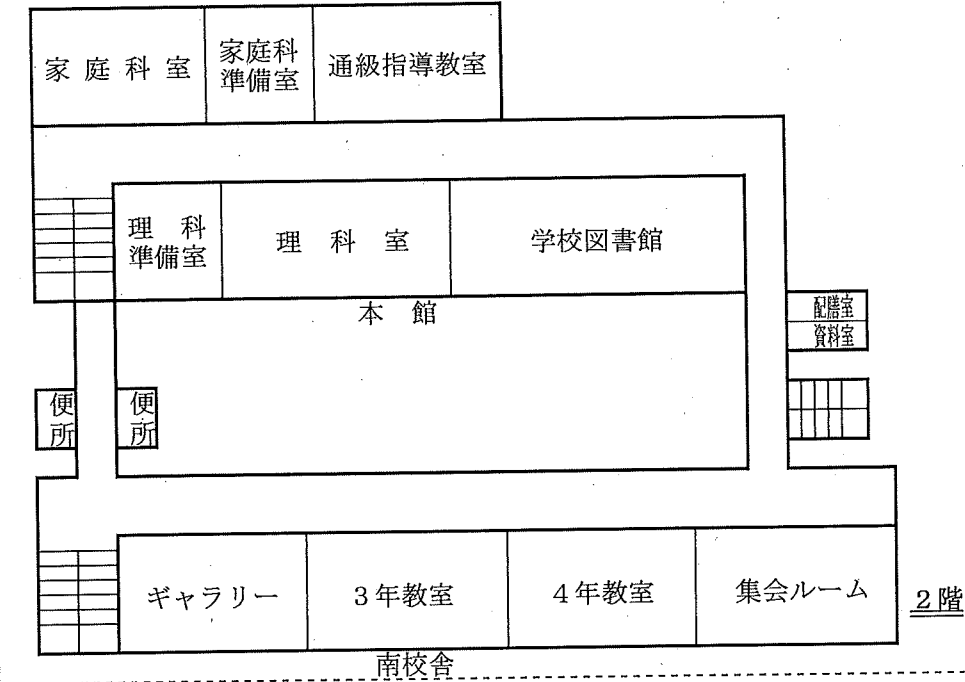 家庭科室
家庭科
準備室
通級指導教室
理科
準備室
理科室
学校図書館
本館
配膳室
資料室
便所
便所
ギャラリー
3年教室
4年教室
集会ルーム
2階
南校舎